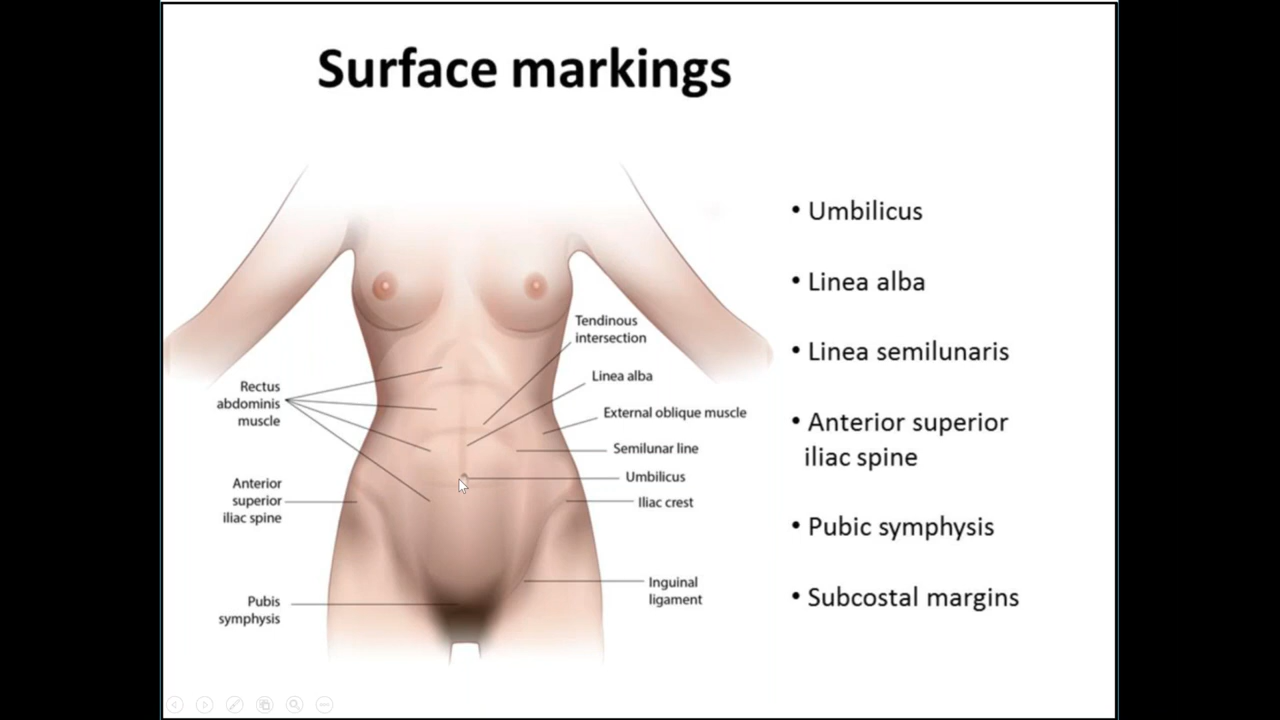 Surface markings
Tendinous
intersection
Linea alba
External oblique muscle
Semilunar line
Umbilicus
Iliac crest
Inguinal
ligament
Rectus
abdominis
muscle
Anterior
superior
iliac spine
Pubis
symphysis
• Umbilicus
• Linea alba
• Linea semilunaris
• Anterior superior
iliac spine
• Pubic symphysis
• Subcostal margins